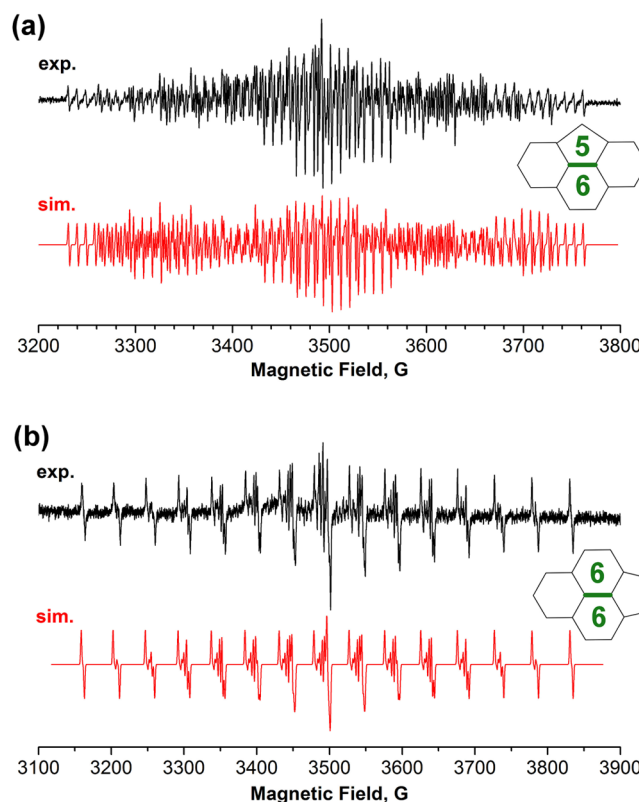 (a)
exp.
5
6
sim.
3200 3300 3400 3500 3600 3700 3800
Magnetic Field, G
(b)
exp.
6
6
sim.
3100 3200 3300 3400 3500 3600 3700 3800 3900
Magnetic Field, G